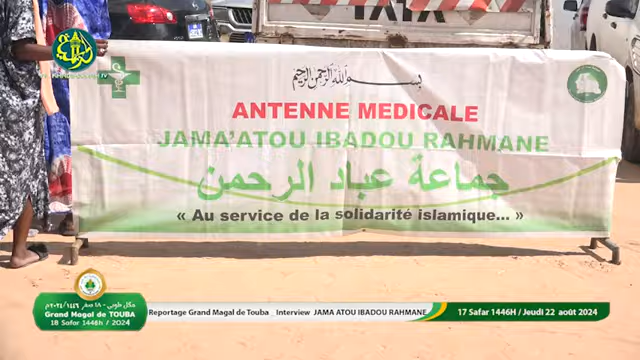 بسم الله الرحمن الرحيم
ANTENNE MEDICALE
JAMA'ATOU IBADOU RAHMANE
جماعة عباد الرحمن
« Au service de la solidarité islamique... »
Grand Magal de TOUBA
18 Safar 1446h / 2024
Reportage Grand Magal de Touba _ Interview JAMA ATOU IBADOU RAHMANE
17 Safar 1446H / Jeudi 22 août 2024